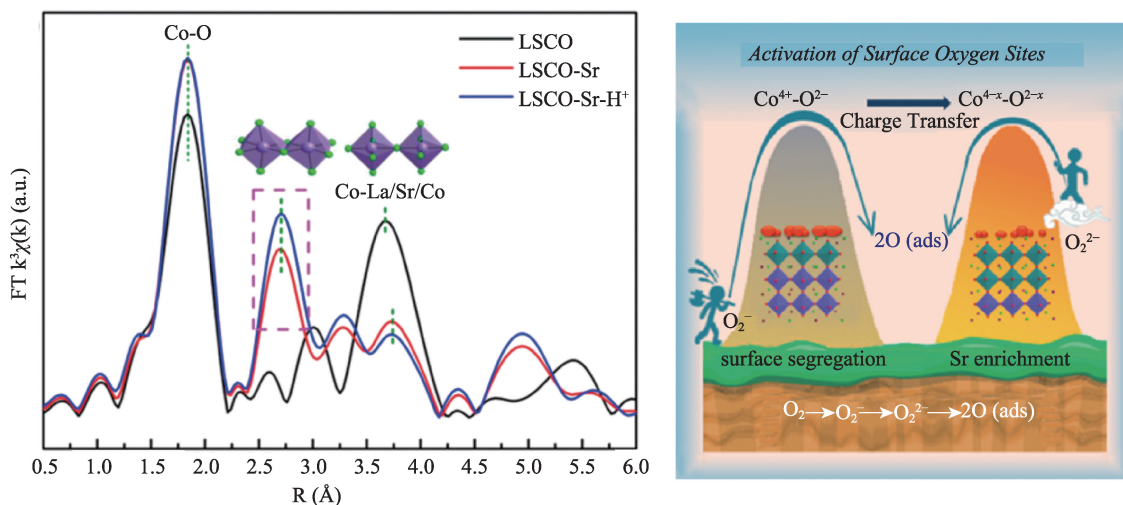 Co-O
LSCO
LSCO-Sr
LSCO-Sr-H⁺
Co-La/Sr/Co
FT k³χ(k) (a.u.)
0.5 1.0 1.5 2.0 2.5 3.0 3.5 4.0 4.5 5.0 5.5 6.0
R (Å)
Activation of Surface Oxygen Sites
Co⁴⁺-O²⁻ Co⁴⁻ˣ-O²⁻ˣ
Charge Transfer
2O (ads)
O₂²⁻
O₂⁻
surface segregation Sr enrichment
O₂→O₂⁻→O₂²⁻→2O (ads)